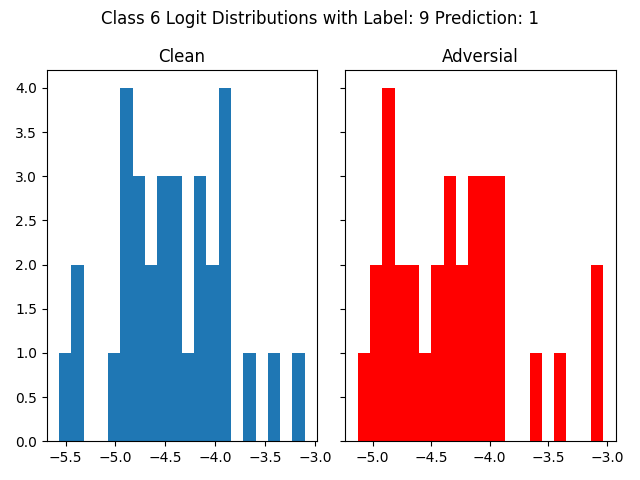 Class 6 Logit Distributions with Label: 9 Prediction: 1
Clean
Adversial
4.0
3.5
3.0
2.5
2.0
1.5
1.0
0.5
0.0
−5.5 −5.0 −4.5 −4.0 −3.5 −3.0
−5.0 −4.5 −4.0 −3.5 −3.0